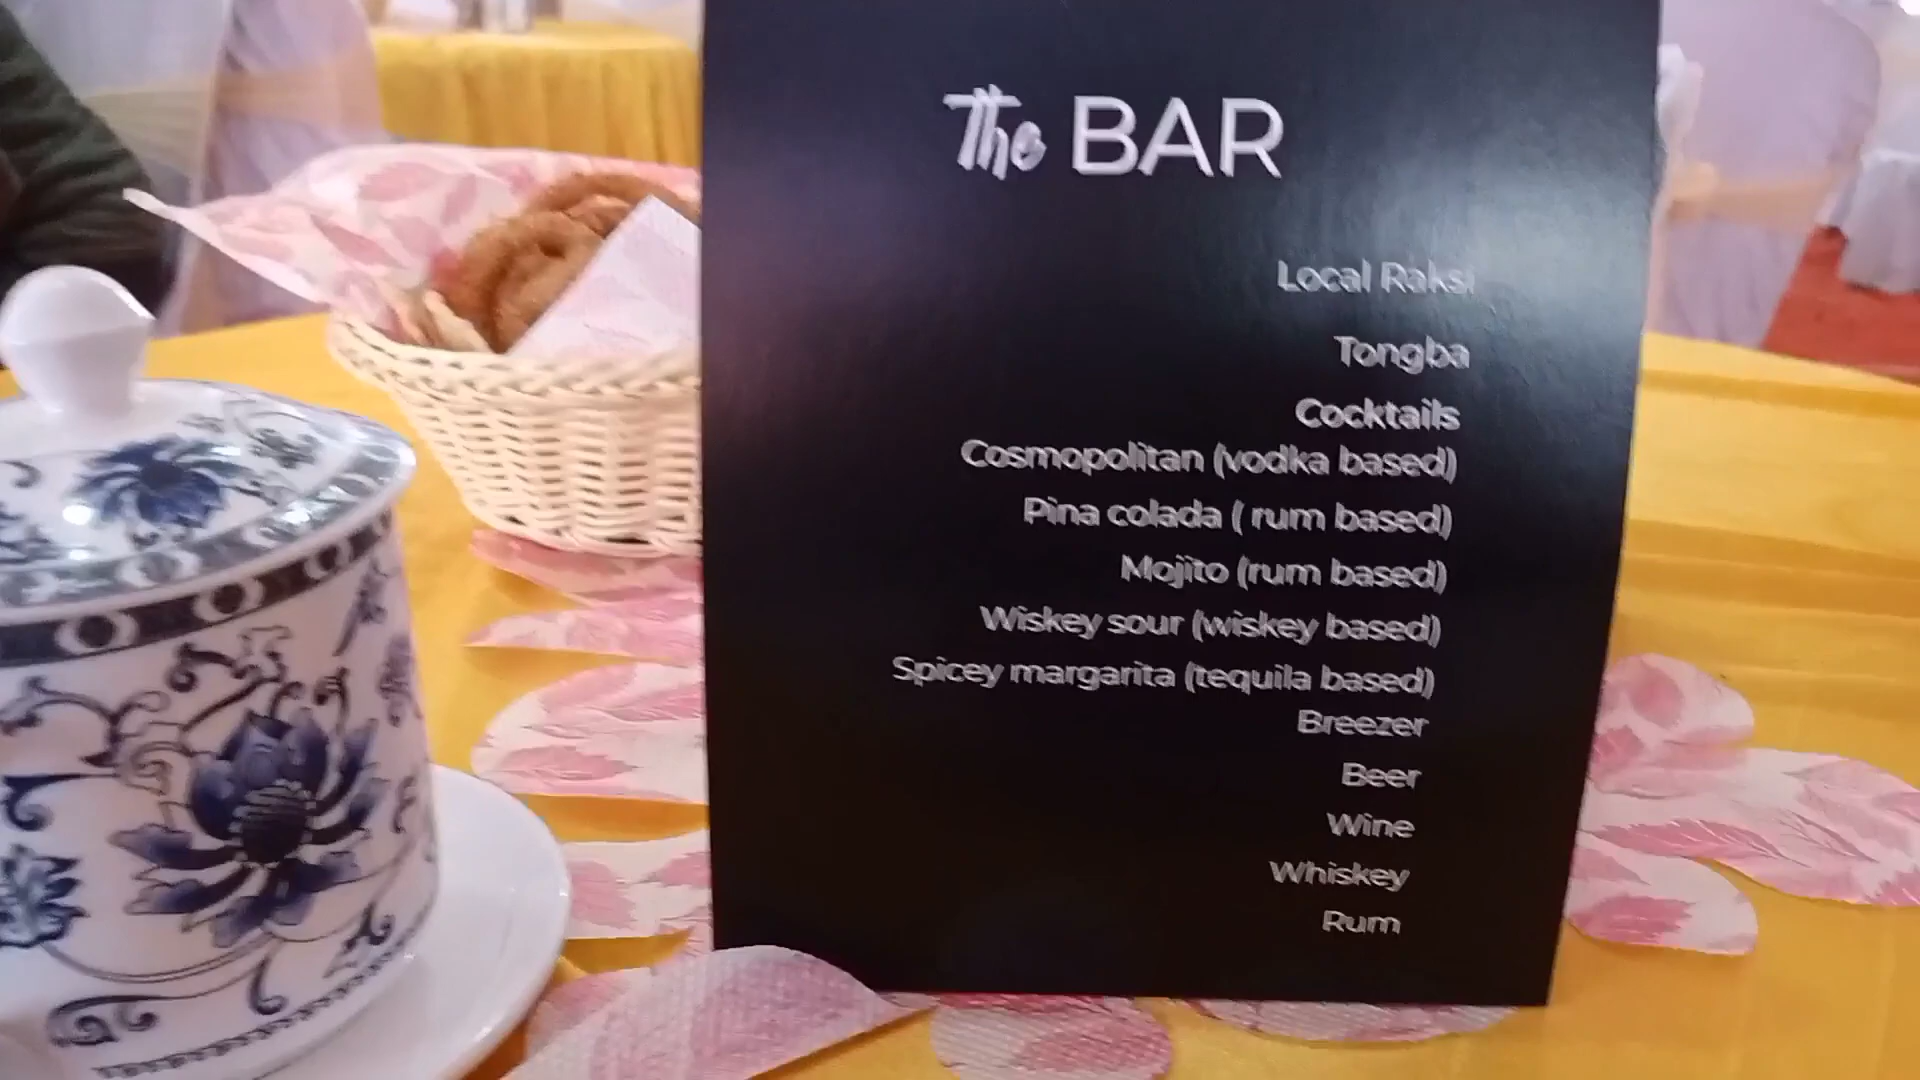 The BAR
Local Raksi
Tongba
Cocktails
Cosmopolitan (vodka based)
Pina colada ( rum based)
Mojito (rum based)
Wiskey sour (wiskey based)
Spicey margarita (tequila based)
Breezer
Beer
Wine
Whiskey
Rum